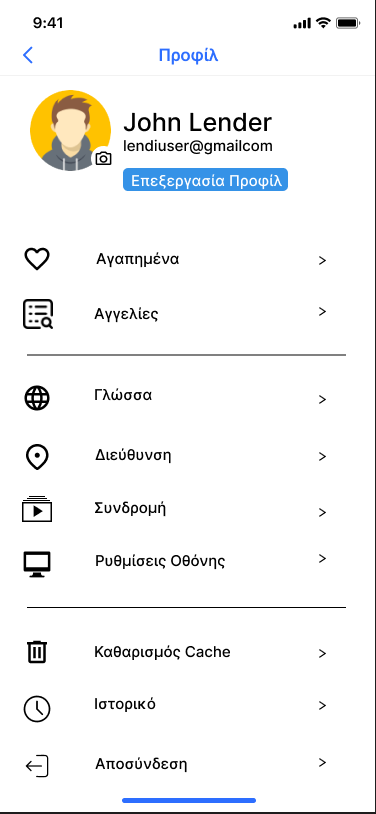 9:41
Προφίλ
John Lender
lendiuser@gmailcom
Επεξεργασία Προφίλ
Αγαπημένα
Αγγελίες
Γλώσσα
Διεύθυνση
Συνδρομή
Ρυθμίσεις Οθόνης
Καθαρισμός Cache
Ιστορικό
Αποσύνδεση